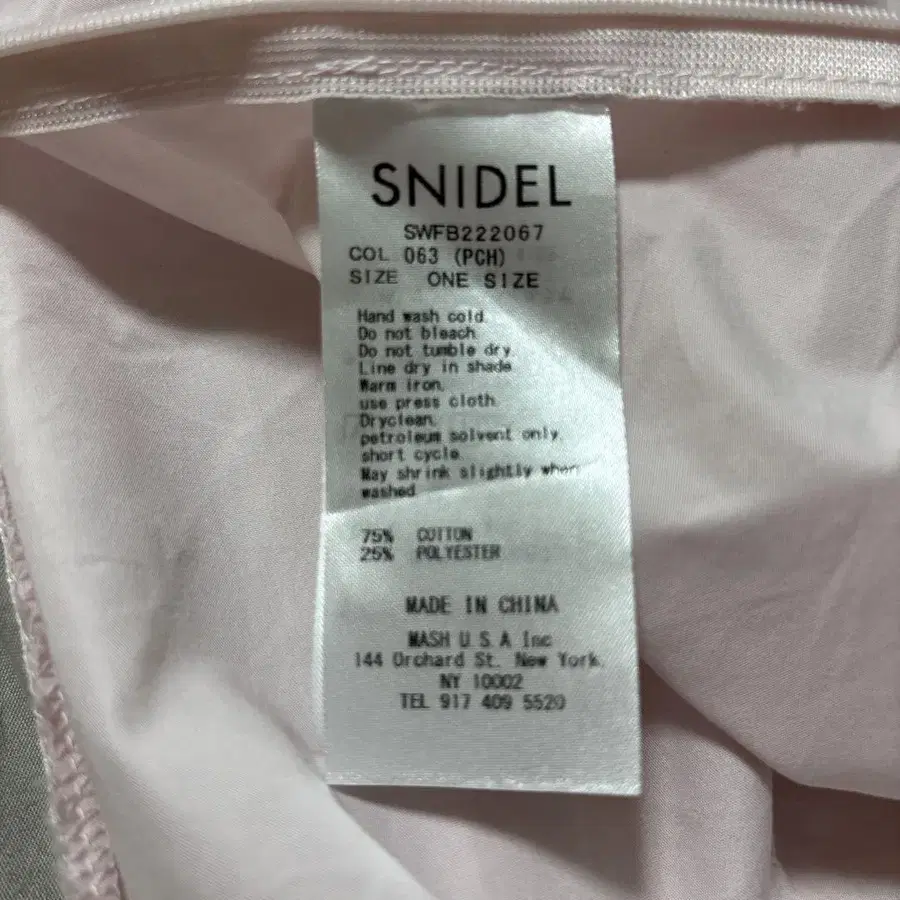 SNIDEL
SWFB222067
COL 063 (PCH)
SIZE ONE SIZE
Hand wash cold.
Do not bleach.
Do not tumble dry.
Line dry in shade.
Warm iron,
use press cloth.
Dryclean,
petroleum solvent only,
short cycle.
May shrink slightly when
washed.
75% COTTON
25% POLYESTER
MADE IN CHINA
MASH U.S.A Inc
144 Orchard St. New York,
NY 10002
TEL 917 409 5520